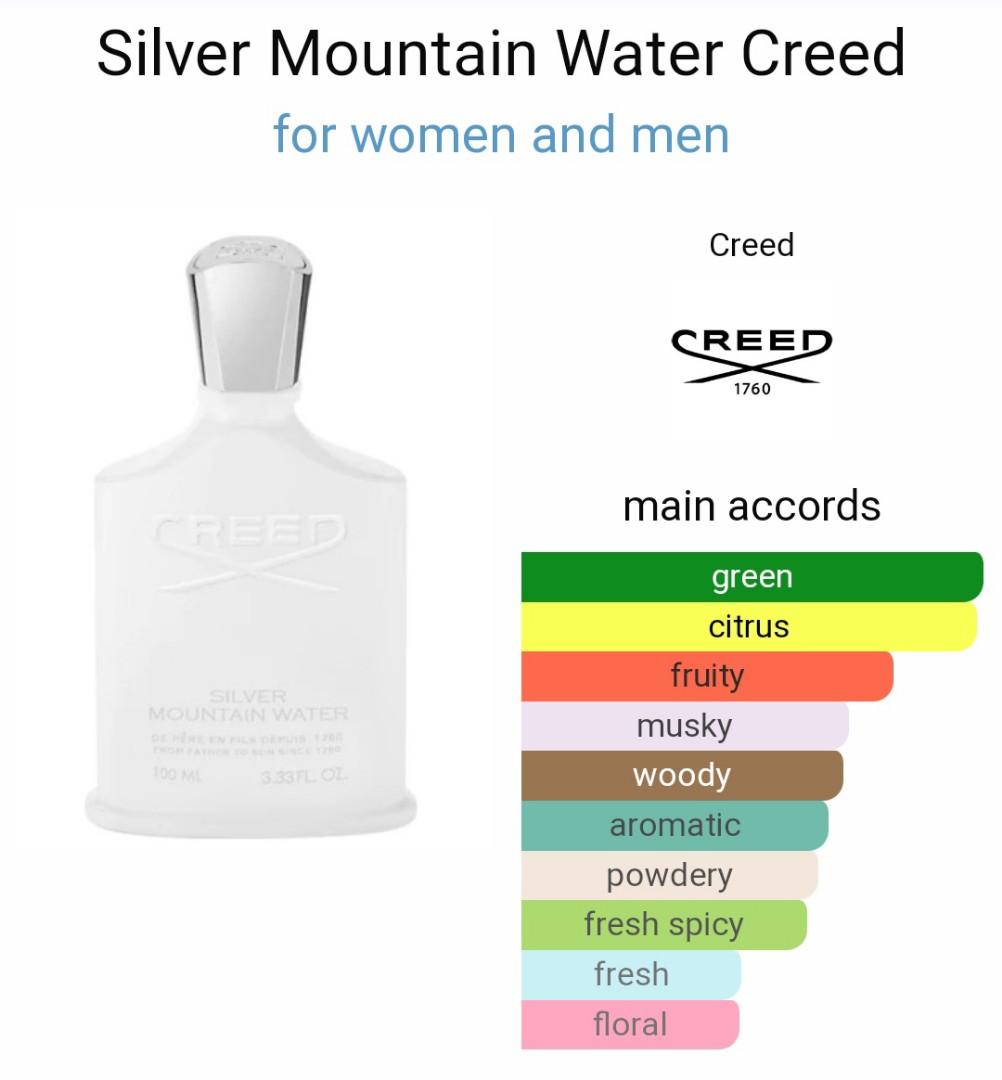 Silver Mountain Water Creed
for women and men
Creed
CREED
1760
CREED
SILVER
MOUNTAIN WATER
DE PÈRE EN FILS DEPUIS 1760
FROM FATHER TO SON SINCE 1760
100 ML 3.33 FL. OZ.
main accords
green
citrus
fruity
musky
woody
aromatic
powdery
fresh spicy
fresh
floral